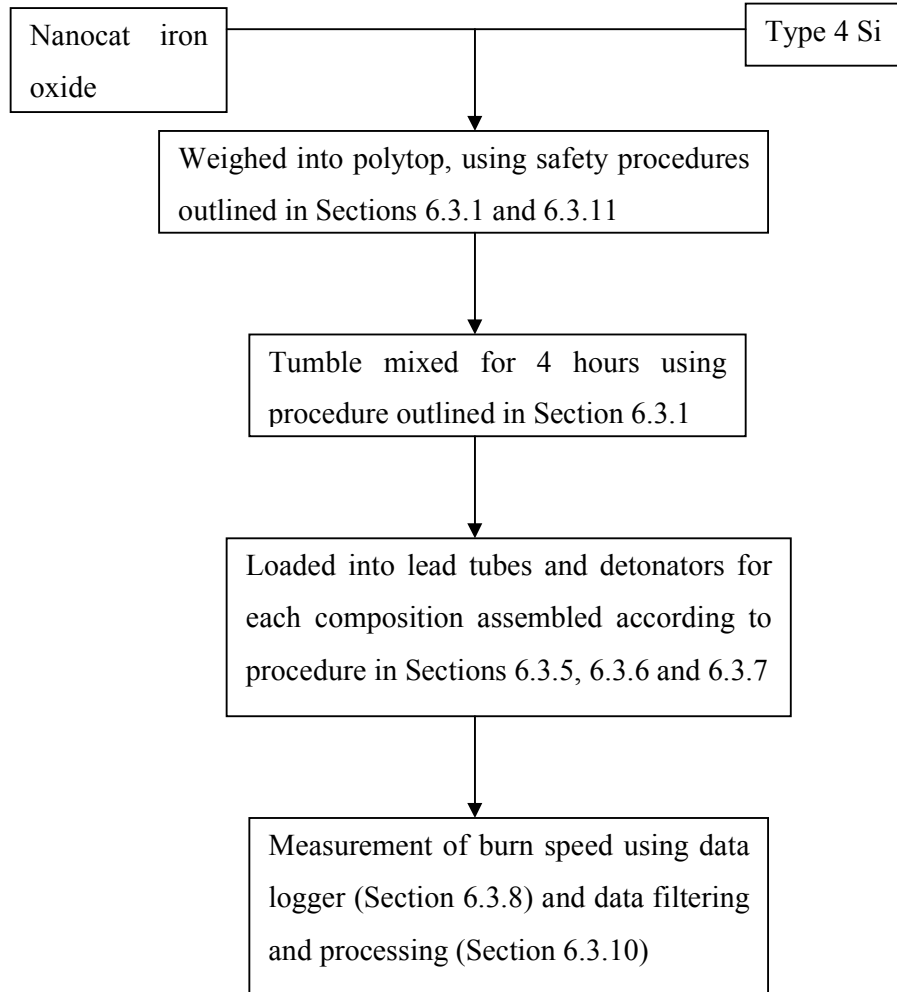 Nanocat iron
oxide
Type 4 Si
Weighed into polytop, using safety procedures
outlined in Sections 6.3.1 and 6.3.11
Tumble mixed for 4 hours using
procedure outlined in Section 6.3.1
Loaded into lead tubes and detonators for
each composition assembled according to
procedure in Sections 6.3.5, 6.3.6 and 6.3.7
Measurement of burn speed using data
logger (Section 6.3.8) and data filtering
and processing (Section 6.3.10)